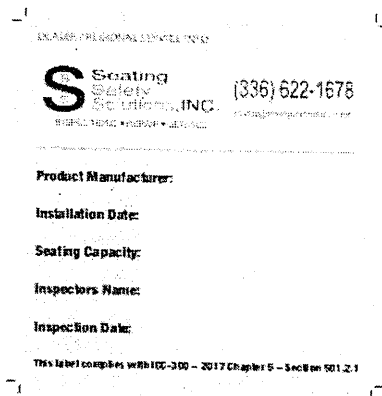 Seating
Safety
Solutions, INC.
(336) 622-1678
Product Manufacturer:
Installation Date:
Seating Capacity:
Inspectors Name:
Inspection Date:
This label complies with ICC-300 – 2017 Chapter 5 – Section 501.2.1